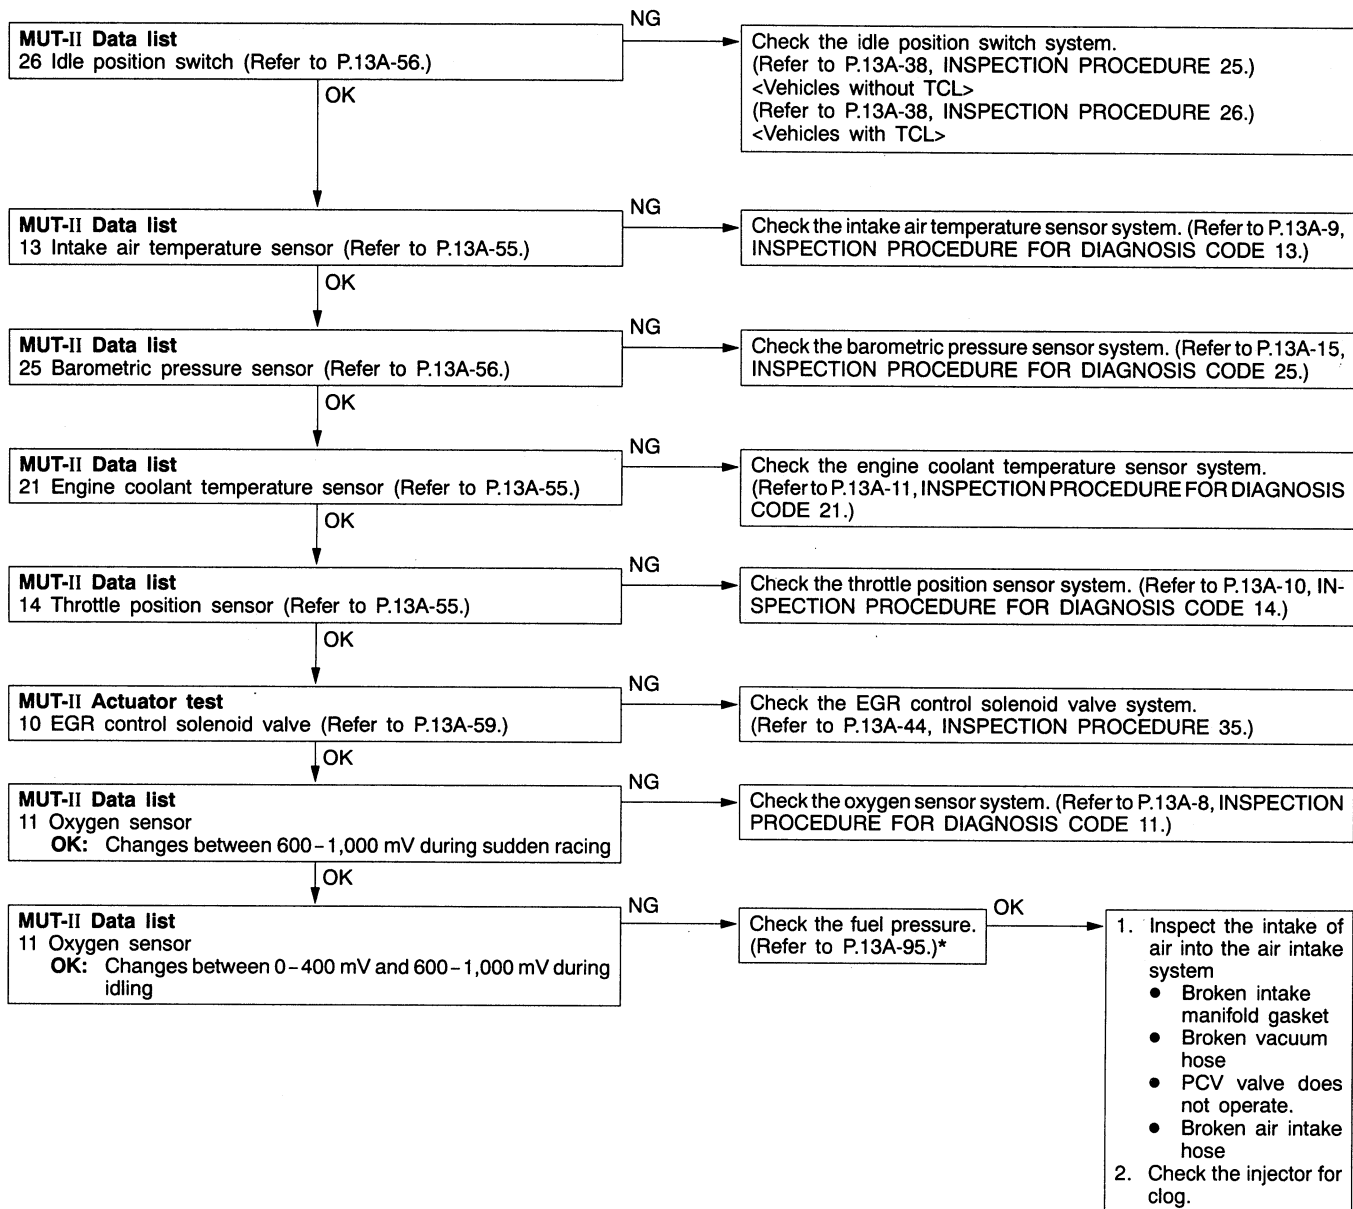 MUT-II Data list
26 Idle position switch (Refer to P.13A-56.)
NG
Check the idle position switch system.
(Refer to P.13A-38, INSPECTION PROCEDURE 25.)
<Vehicles without TCL>
(Refer to P.13A-38, INSPECTION PROCEDURE 26.)
<Vehicles with TCL>
OK
MUT-II Data list
13 Intake air temperature sensor (Refer to P.13A-55.)
NG
Check the intake air temperature sensor system. (Refer to P.13A-9,
INSPECTION PROCEDURE FOR DIAGNOSIS CODE 13.)
OK
MUT-II Data list
25 Barometric pressure sensor (Refer to P.13A-56.)
NG
Check the barometric pressure sensor system. (Refer to P.13A-15,
INSPECTION PROCEDURE FOR DIAGNOSIS CODE 25.)
OK
MUT-II Data list
21 Engine coolant temperature sensor (Refer to P.13A-55.)
NG
Check the engine coolant temperature sensor system.
(Refer to P.13A-11, INSPECTION PROCEDURE FOR DIAGNOSIS
CODE 21.)
OK
MUT-II Data list
14 Throttle position sensor (Refer to P.13A-55.)
NG
Check the throttle position sensor system. (Refer to P.13A-10, IN-
SPECTION PROCEDURE FOR DIAGNOSIS CODE 14.)
OK
MUT-II Actuator test
10 EGR control solenoid valve (Refer to P.13A-59.)
NG
Check the EGR control solenoid valve system.
(Refer to P.13A-44, INSPECTION PROCEDURE 35.)
OK
MUT-II Data list
11 Oxygen sensor
OK: Changes between 600–1,000 mV during sudden racing
NG
Check the oxygen sensor system. (Refer to P.13A-8, INSPECTION
PROCEDURE FOR DIAGNOSIS CODE 11.)
OK
MUT-II Data list
11 Oxygen sensor
OK: Changes between 0–400 mV and 600–1,000 mV during
idling
NG
Check the fuel pressure.
(Refer to P.13A-95.)*
OK
1. Inspect the intake of
air into the air intake
system
● Broken intake
manifold gasket
● Broken vacuum
hose
● PCV valve does
not operate.
● Broken air intake
hose
2. Check the injector for
clog.